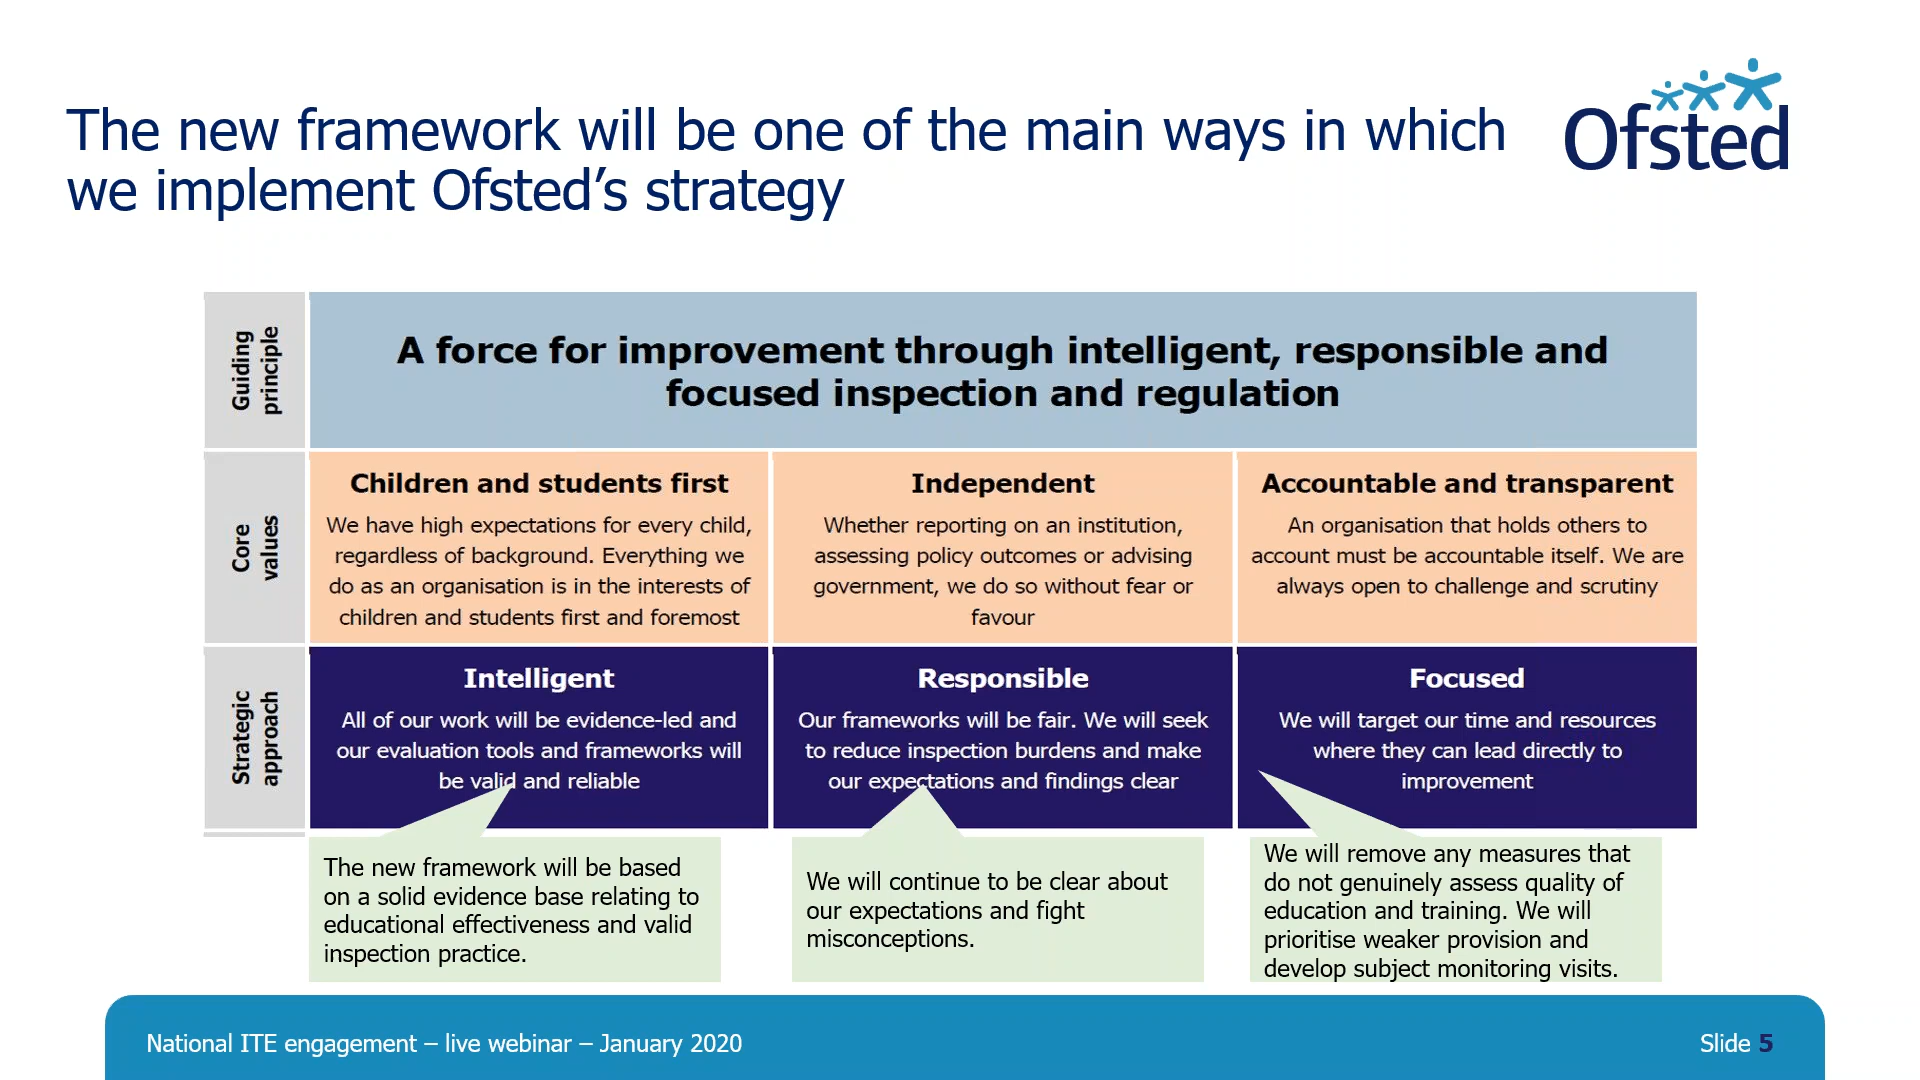 The new framework will be one of the main ways in which
we implement Ofsted’s strategy
Ofsted
Guiding
principle
A force for improvement through intelligent, responsible and
focused inspection and regulation
Core
values
Children and students first
We have high expectations for every child,
regardless of background. Everything we
do as an organisation is in the interests of
children and students first and foremost
Independent
Whether reporting on an institution,
assessing policy outcomes or advising
government, we do so without fear or
favour
Accountable and transparent
An organisation that holds others to
account must be accountable itself. We are
always open to challenge and scrutiny
Strategic
approach
Intelligent
All of our work will be evidence-led and
our evaluation tools and frameworks will
be valid and reliable
Responsible
Our frameworks will be fair. We will seek
to reduce inspection burdens and make
our expectations and findings clear
Focused
We will target our time and resources
where they can lead directly to
improvement
The new framework will be based
on a solid evidence base relating to
educational effectiveness and valid
inspection practice.
We will continue to be clear about
our expectations and fight
misconceptions.
We will remove any measures that
do not genuinely assess quality of
education and training. We will
prioritise weaker provision and
develop subject monitoring visits.
National ITE engagement – live webinar – January 2020
Slide 5